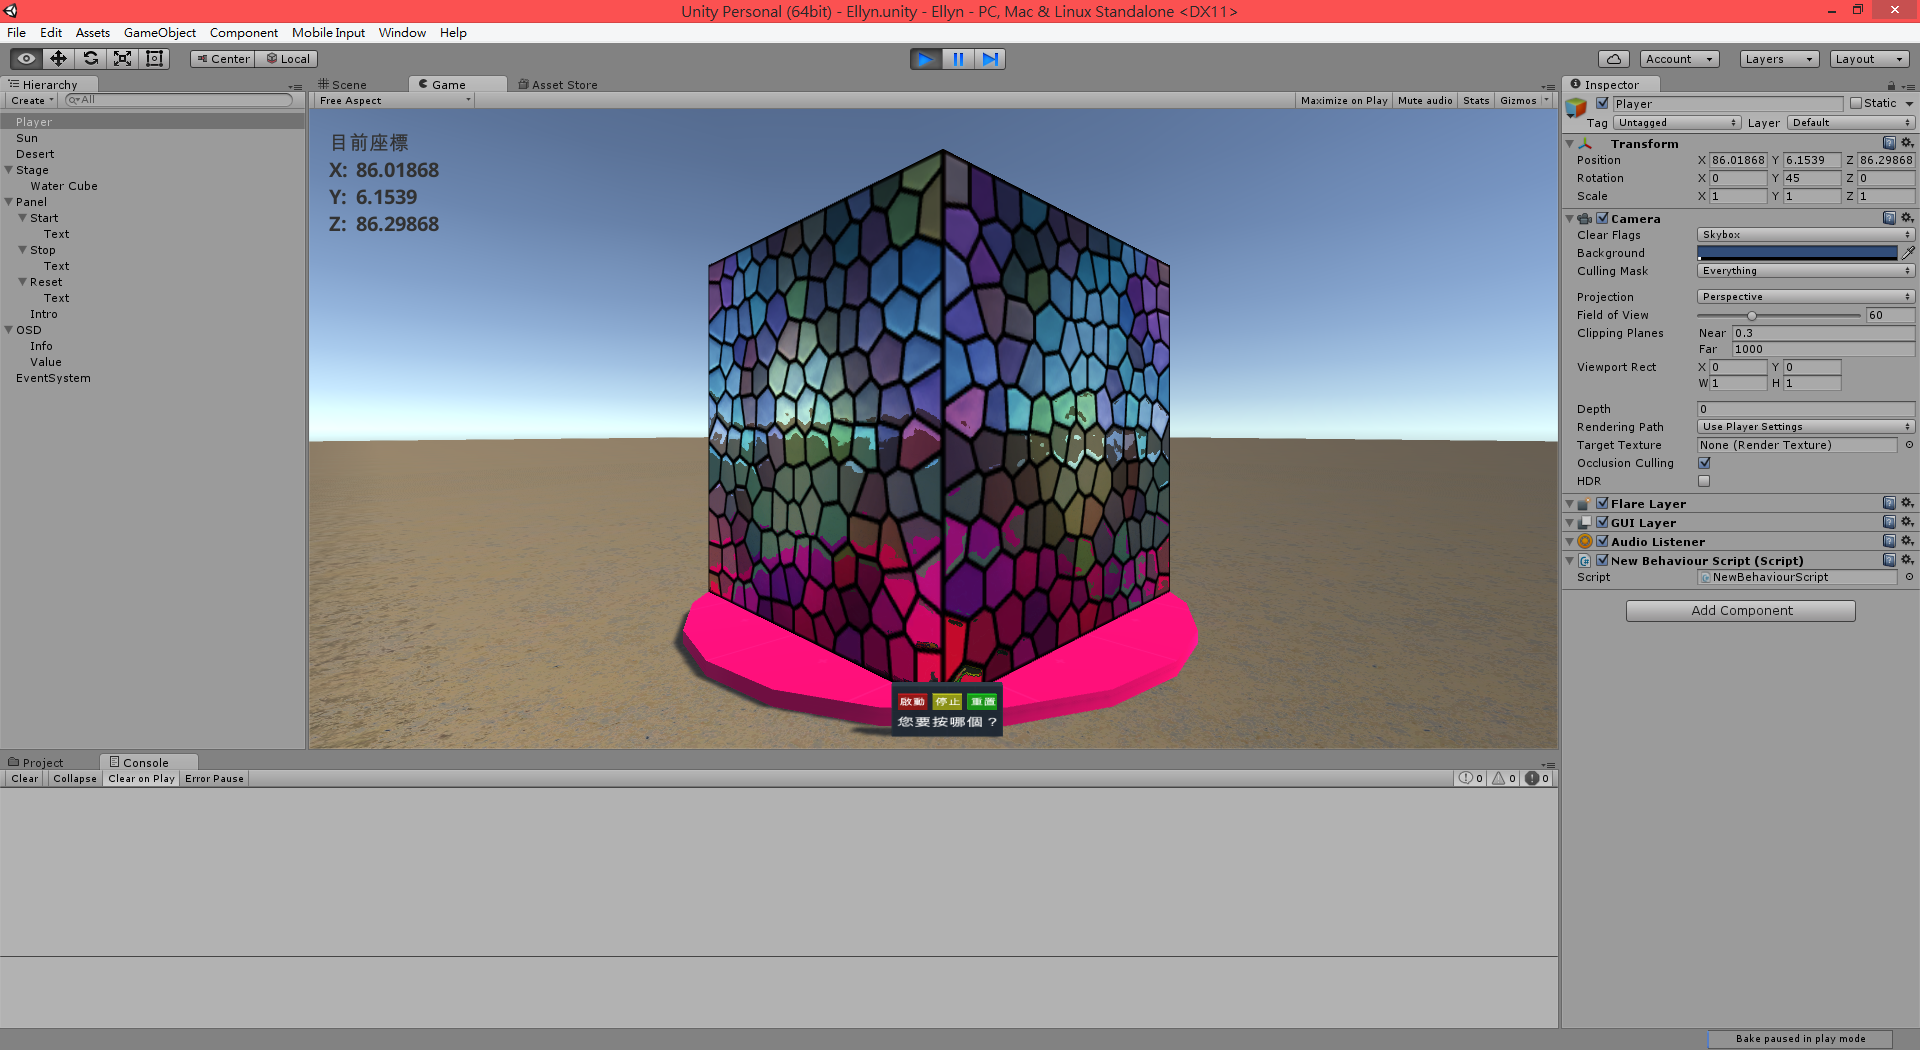 Unity Personal (64bit) - Ellyn.unity - Ellyn - PC, Mac & Linux Standalone <DX11>
File Edit Assets GameObject Component Mobile Input Window Help
Center Local Account Layers Layout
Hierarchy
Create All
Player
Sun
Desert
Stage
Water Cube
Panel
Start
Text
Stop
Text
Reset
Text
Intro
OSD
Info
Value
EventSystem
Scene Game Asset Store
Free Aspect Maximize on Play Mute audio Stats Gizmos
目前座標
X: 86.01868
Y: 6.1539
Z: 86.29868
啟動 停止 重置
您要按哪個？
Inspector
Player Static
Tag Untagged Layer Default
Transform
Position X 86.01868 Y 6.1539 Z 86.29868
Rotation X 0 Y 45 Z 0
Scale X 1 Y 1 Z 1
Camera
Clear Flags Skybox
Background
Culling Mask Everything
Projection Perspective
Field of View 60
Clipping Planes Near 0.3
Far 1000
Viewport Rect X 0 Y 0
W 1 H 1
Depth 0
Rendering Path Use Player Settings
Target Texture None (Render Texture)
Occlusion Culling
HDR
Flare Layer
GUI Layer
Audio Listener
New Behaviour Script (Script)
Script NewBehaviourScript
Add Component
Project Console
Clear Collapse Clear on Play Error Pause 0 0 0
Bake paused in play mode